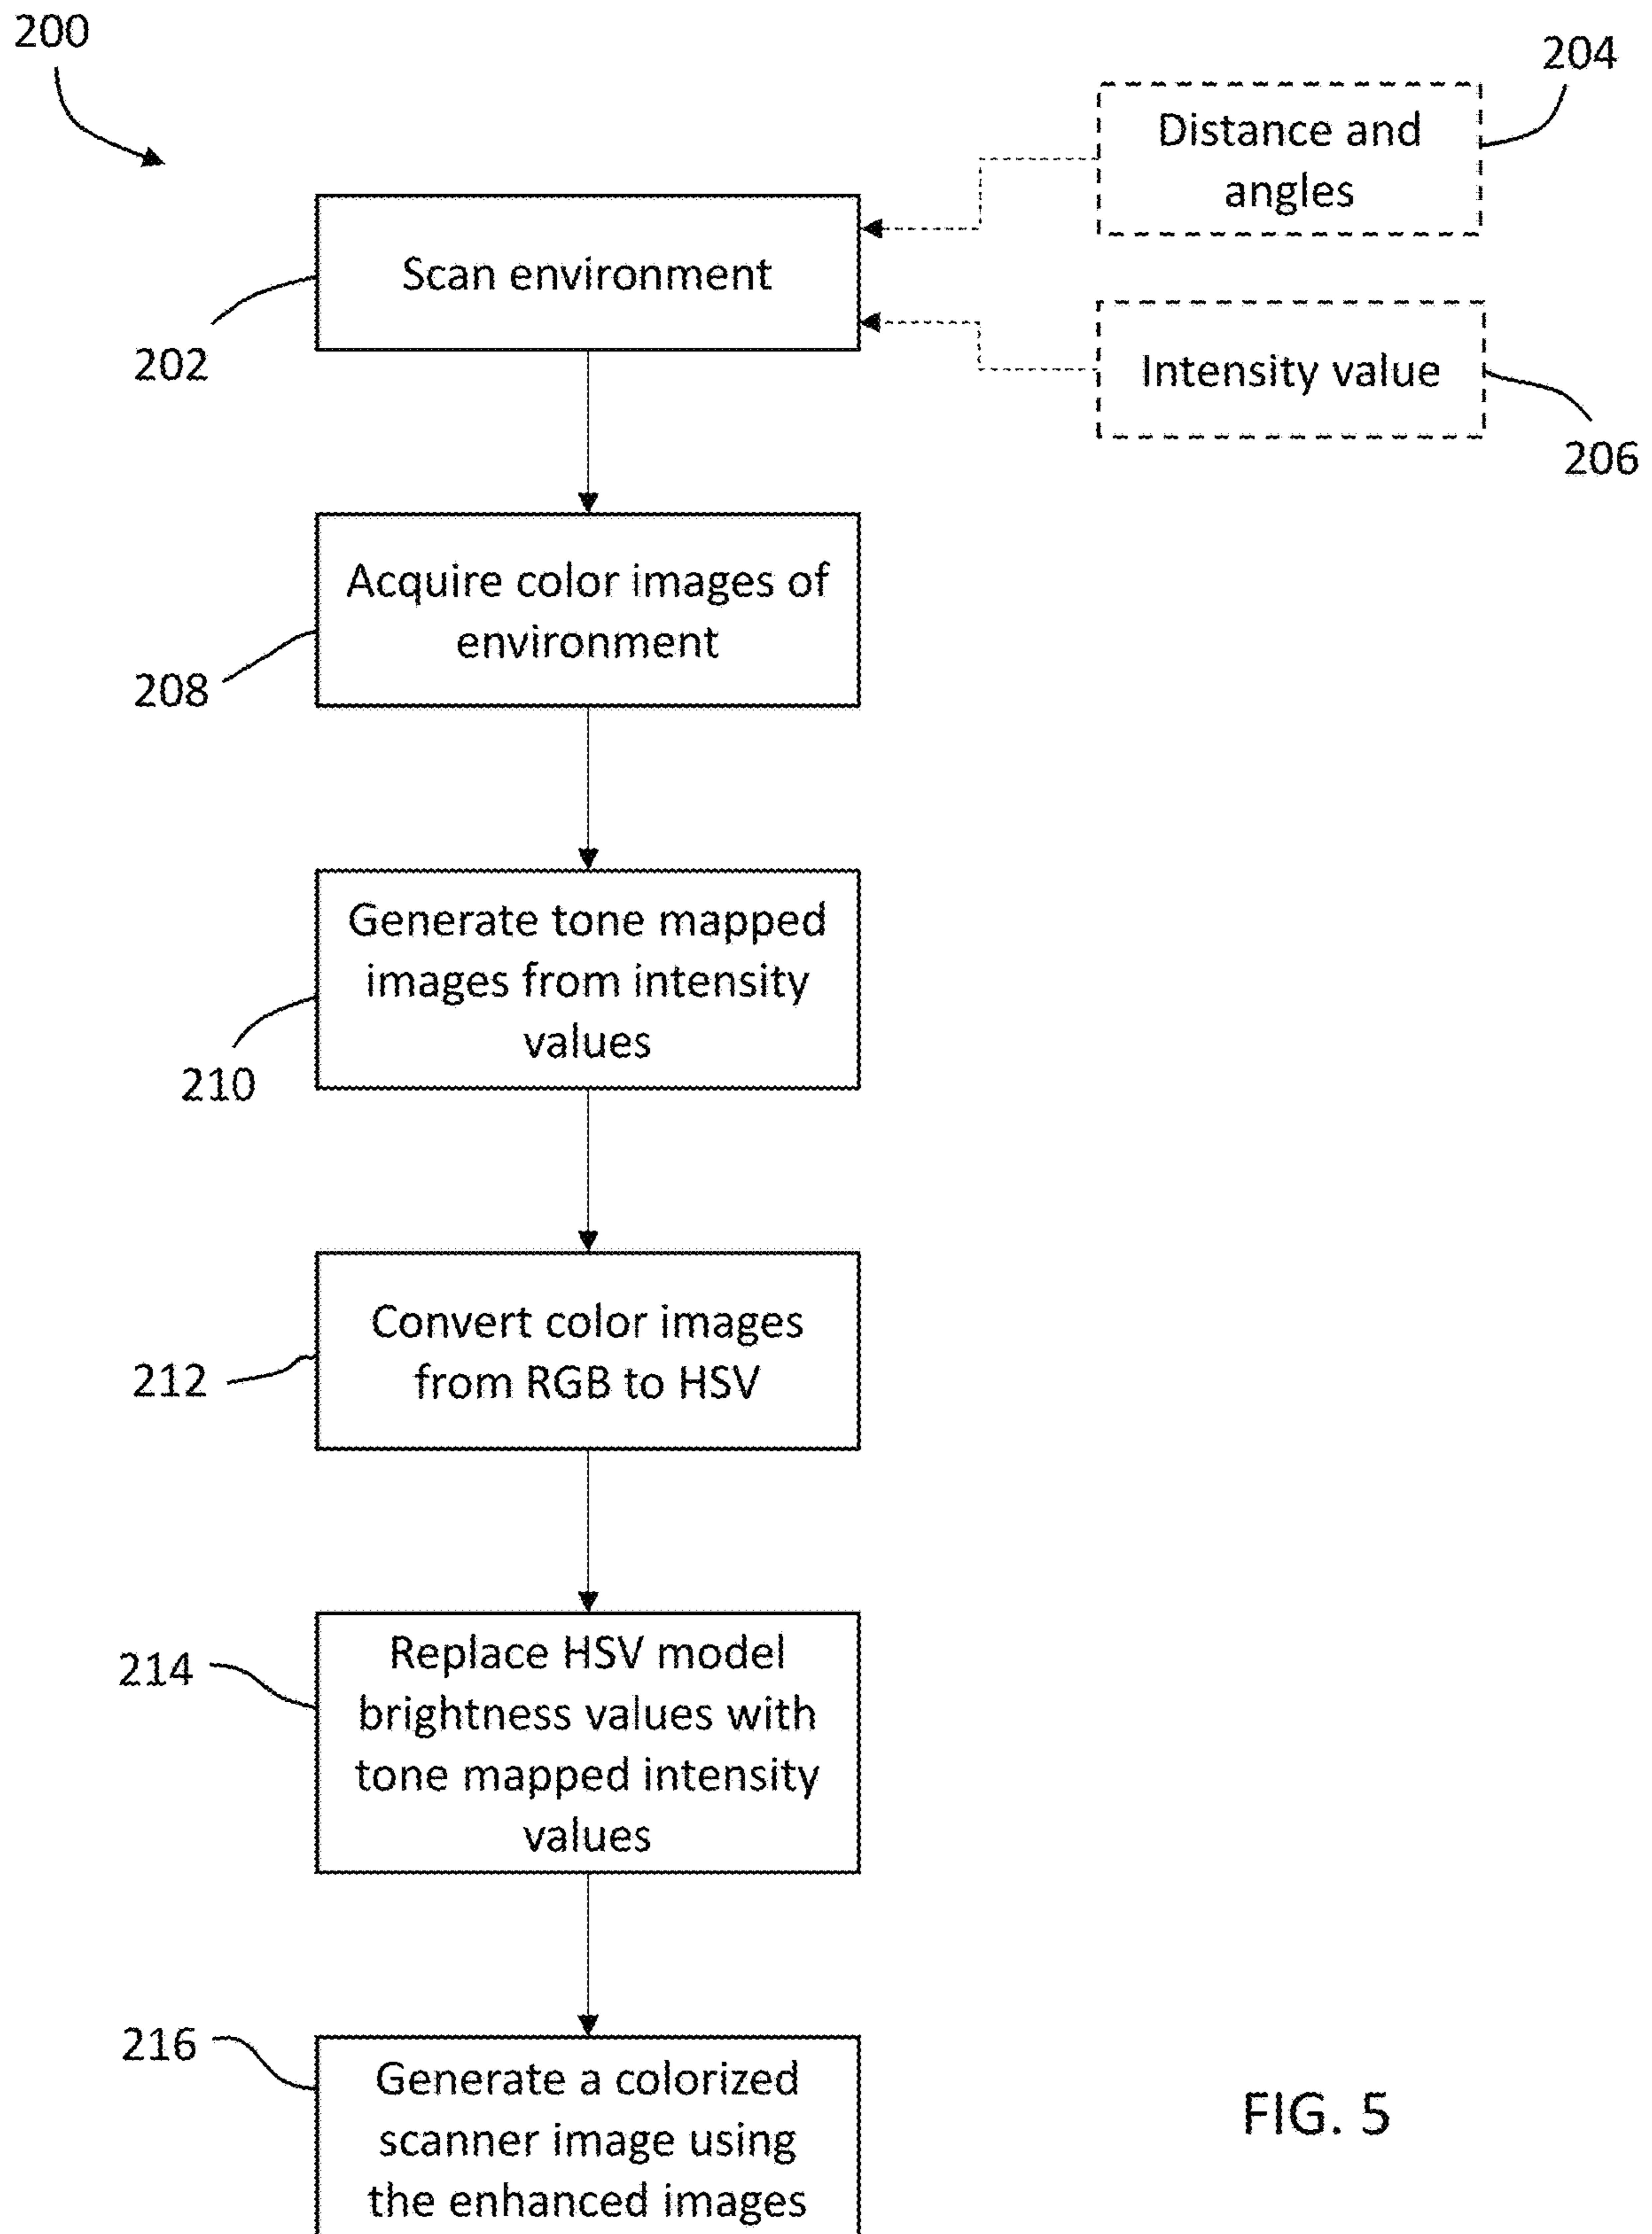 200
204
Distance and
angles
Scan environment
202
Intensity value
206
Acquire color images of
environment
208
Generate tone mapped
images from intensity
values
210
Convert color images
from RGB to HSV
212
214
Replace HSV model
brightness values with
tone mapped intensity
values
216
Generate a colorized
scanner image using
the enhanced images
FIG. 5